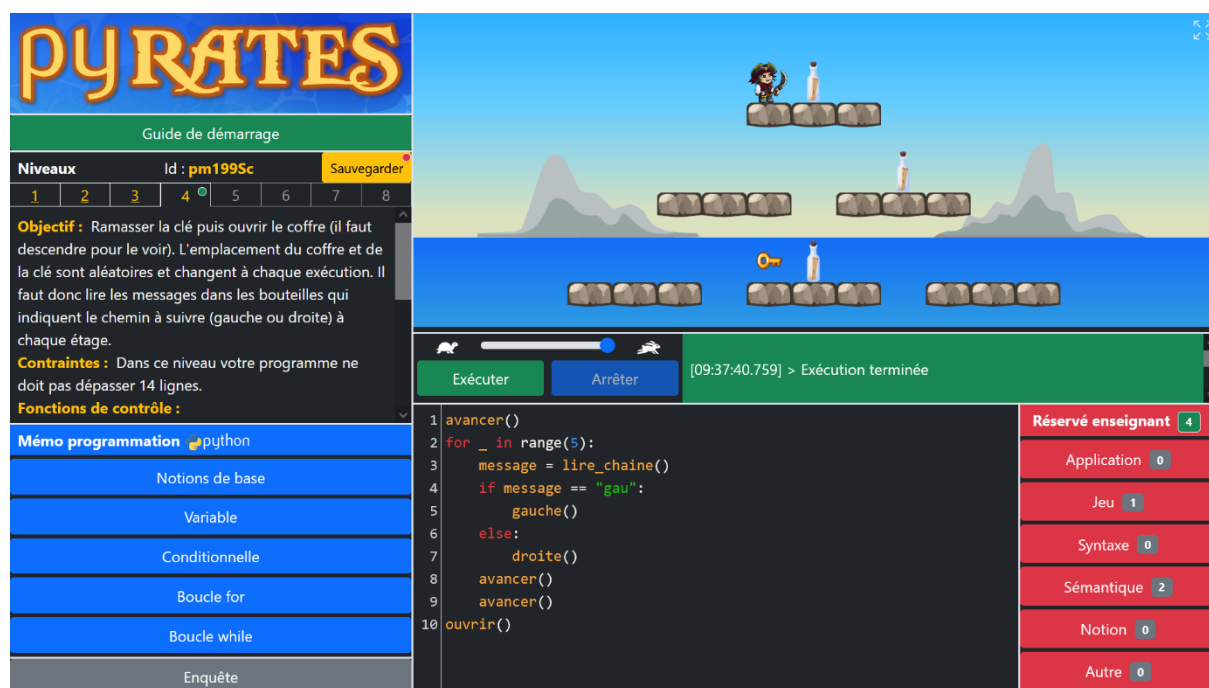 PyRATES
Guide de démarrage
Niveaux Id : pm199Sc Sauvegarder
1 2 3 4 5 6 7 8
Objectif : Ramasser la clé puis ouvrir le coffre (il faut
descendre pour le voir). L'emplacement du coffre et de
la clé sont aléatoires et changent à chaque exécution. Il
faut donc lire les messages dans les bouteilles qui
indiquent le chemin à suivre (gauche ou droite) à
chaque étage.
Contraintes : Dans ce niveau votre programme ne
doit pas dépasser 14 lignes.
Fonctions de contrôle :
Mémo programmation python
Notions de base
Variable
Conditionnelle
Boucle for
Boucle while
Enquête
Exécuter Arrêter
[09:37:40.759] > Exécution terminée
1 avancer()
2 for _ in range(5):
3     message = lire_chaine()
4     if message == "gau":
5         gauche()
6     else:
7         droite()
8     avancer()
9     avancer()
10 ouvrir()
Réservé enseignant 4
Application 0
Jeu 1
Syntaxe 0
Sémantique 2
Notion 0
Autre 0